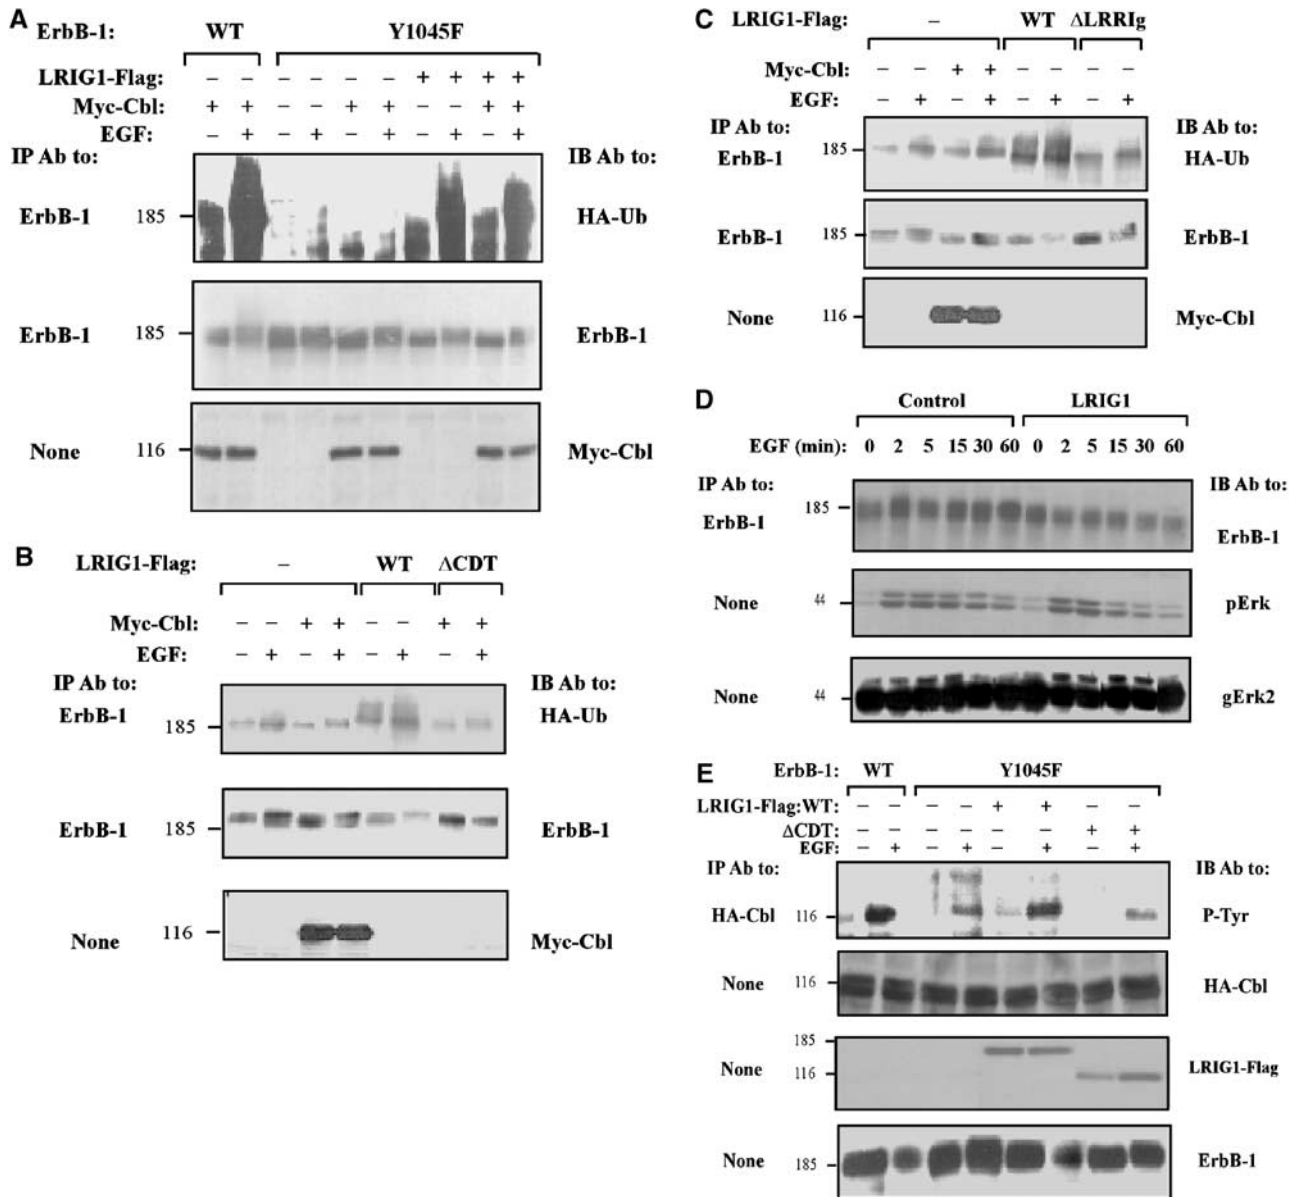 A
ErbB-1: WT Y1045F
LRIG1-Flag: – – – – – – + + + +
Myc-Cbl: + + – – + + – – + +
EGF: – + – + – + – + – +
IP Ab to: IB Ab to:
ErbB-1 185 HA-Ub
ErbB-1 185 ErbB-1
None 116 Myc-Cbl
B
LRIG1-Flag: – WT ΔCDT
Myc-Cbl: – – + + – – + +
EGF: – + – + – + – +
IP Ab to: IB Ab to:
ErbB-1 185 HA-Ub
ErbB-1 185 ErbB-1
None 116 Myc-Cbl
C
LRIG1-Flag: – WT ΔLRRIg
Myc-Cbl: – – + + – – – –
EGF: – + – + – + – +
IP Ab to: IB Ab to:
ErbB-1 185 HA-Ub
ErbB-1 185 ErbB-1
None 116 Myc-Cbl
D
Control LRIG1
EGF (min): 0 2 5 15 30 60 0 2 5 15 30 60
IP Ab to: IB Ab to:
ErbB-1 185 ErbB-1
None 44 pErk
None 44 gErk2
E
ErbB-1: WT Y1045F
LRIG1-Flag:WT: – – – – + + – –
ΔCDT: – – – – – – + +
EGF: – + – + – + – +
IP Ab to: IB Ab to:
HA-Cbl 116 P-Tyr
None 116 HA-Cbl
None 185 116 LRIG1-Flag
None 185 ErbB-1